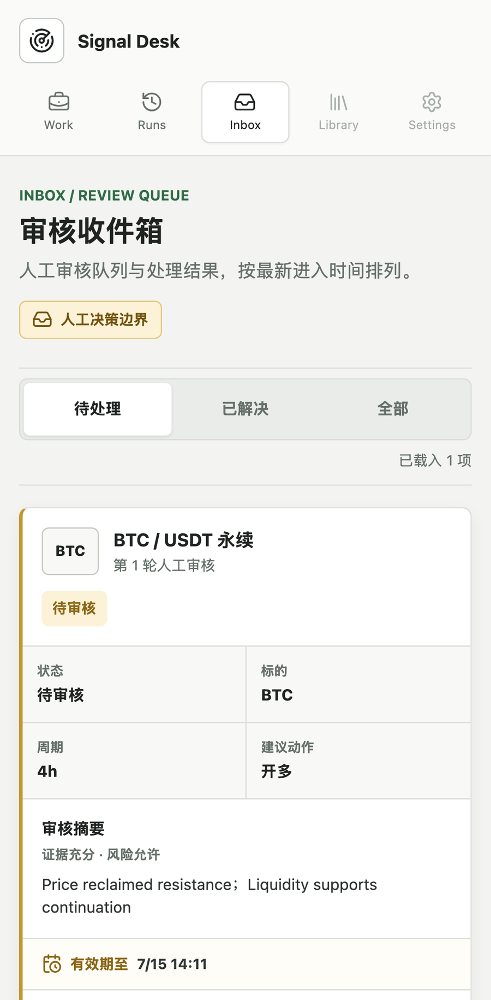 Signal Desk
Work
Runs
Inbox
Library
Settings
INBOX / REVIEW QUEUE
审核收件箱
人工审核队列与处理结果，按最新进入时间排列。
人工决策边界
待处理
已解决
全部
已载入 1 项
BTC
BTC / USDT 永续
第 1 轮人工审核
待审核
状态
待审核
标的
BTC
周期
4h
建议动作
开多
审核摘要
证据充分 · 风险允许
Price reclaimed resistance；Liquidity supports
continuation
有效期至 7/15 14:11